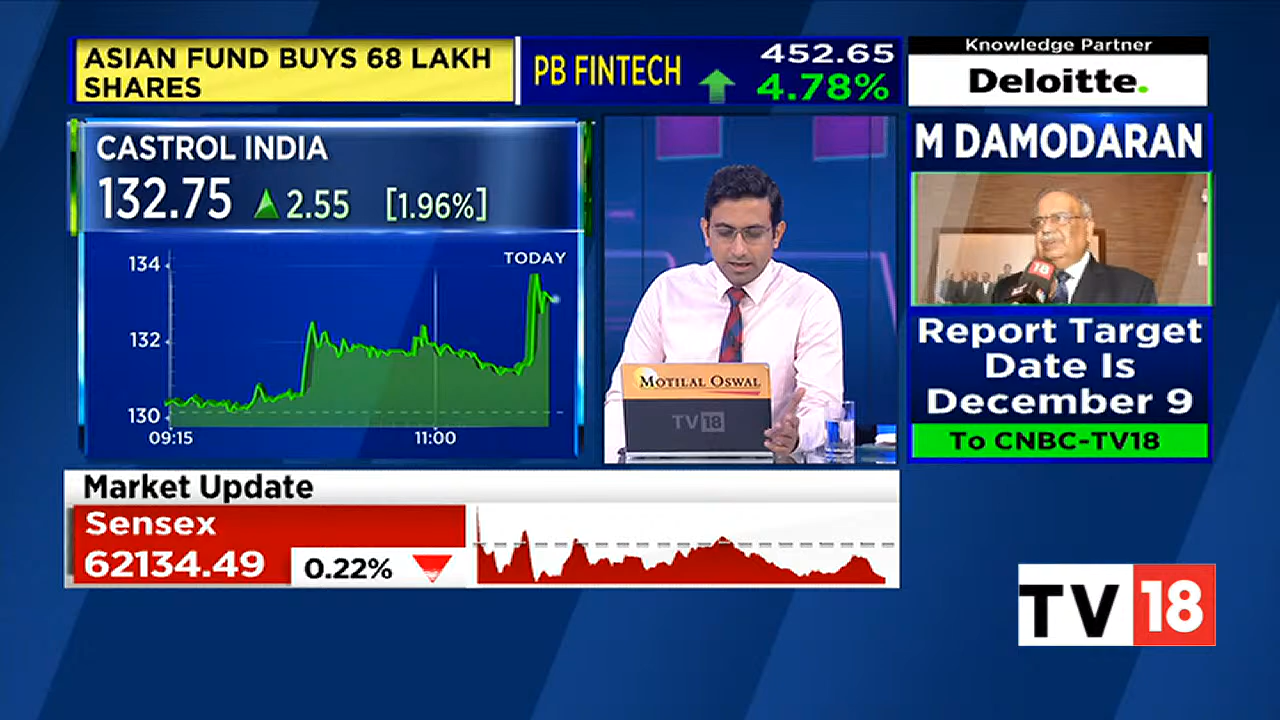 ASIAN FUND BUYS 68 LAKH
SHARES
PB FINTECH
452.65
4.78%
Knowledge Partner
Deloitte.
CASTROL INDIA
132.75 2.55 [1.96%]
TODAY
134
132
130
09:15
11:00
MOTILAL OSWAL
TV18
M DAMODARAN
18
Report Target
Date Is
December 9
To CNBC-TV18
Market Update
Sensex
62134.49
0.22%
TV18